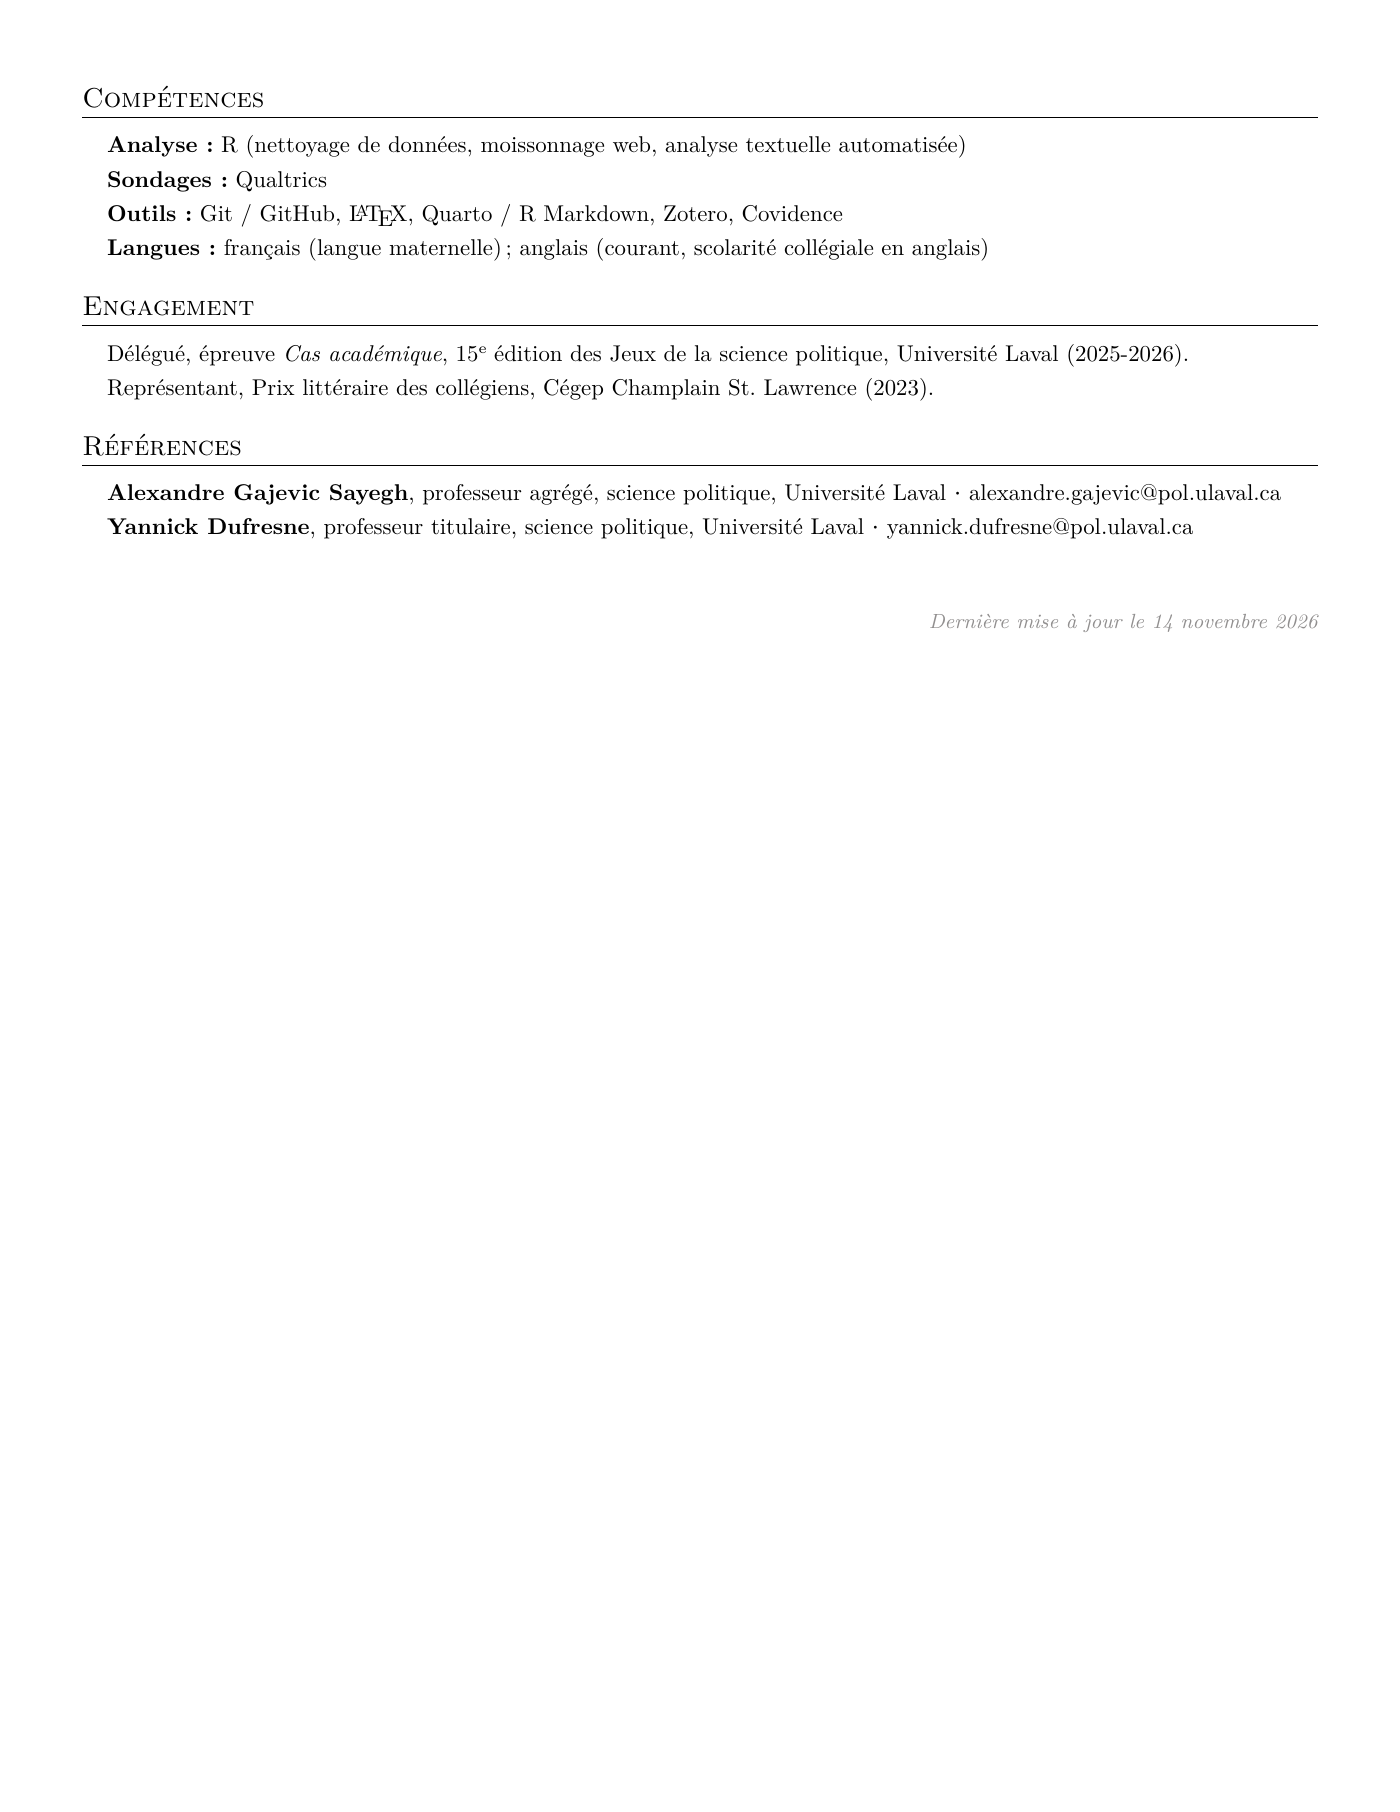 Compétences
Analyse : R (nettoyage de données, moissonnage web, analyse textuelle automatisée)
Sondages : Qualtrics
Outils : Git / GitHub, LATEX, Quarto / R Markdown, Zotero, Covidence
Langues : français (langue maternelle) ; anglais (courant, scolarité collégiale en anglais)
Engagement
Délégué, épreuve Cas académique, 15e édition des Jeux de la science politique, Université Laval (2025-2026).
Représentant, Prix littéraire des collégiens, Cégep Champlain St. Lawrence (2023).
Références
Alexandre Gajevic Sayegh, professeur agrégé, science politique, Université Laval · alexandre.gajevic@pol.ulaval.ca
Yannick Dufresne, professeur titulaire, science politique, Université Laval · yannick.dufresne@pol.ulaval.ca
Dernière mise à jour le 14 novembre 2026